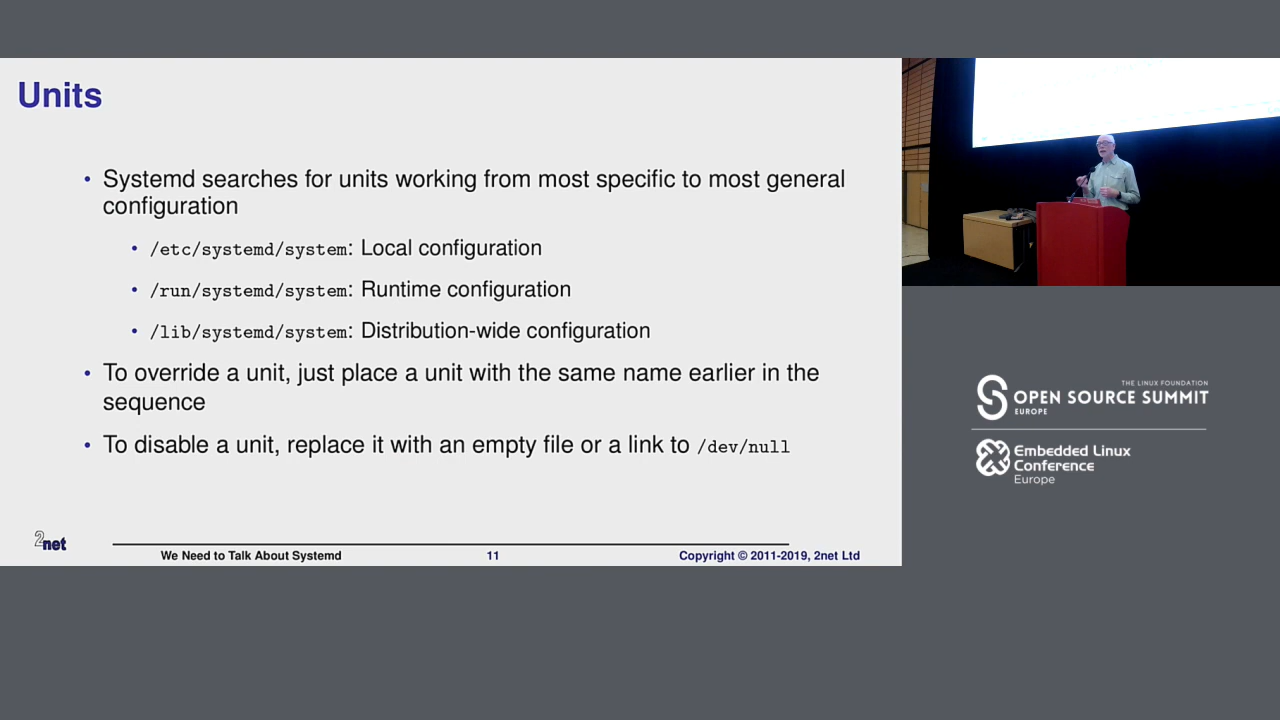 Units
• Systemd searches for units working from most specific to most general
configuration
• /etc/systemd/system: Local configuration
• /run/systemd/system: Runtime configuration
• /lib/systemd/system: Distribution-wide configuration
• To override a unit, just place a unit with the same name earlier in the
sequence
• To disable a unit, replace it with an empty file or a link to /dev/null
2net
We Need to Talk About Systemd 11 Copyright © 2011-2019, 2net Ltd
THE LINUX FOUNDATION
OPEN SOURCE SUMMIT
EUROPE
Embedded Linux
Conference
Europe